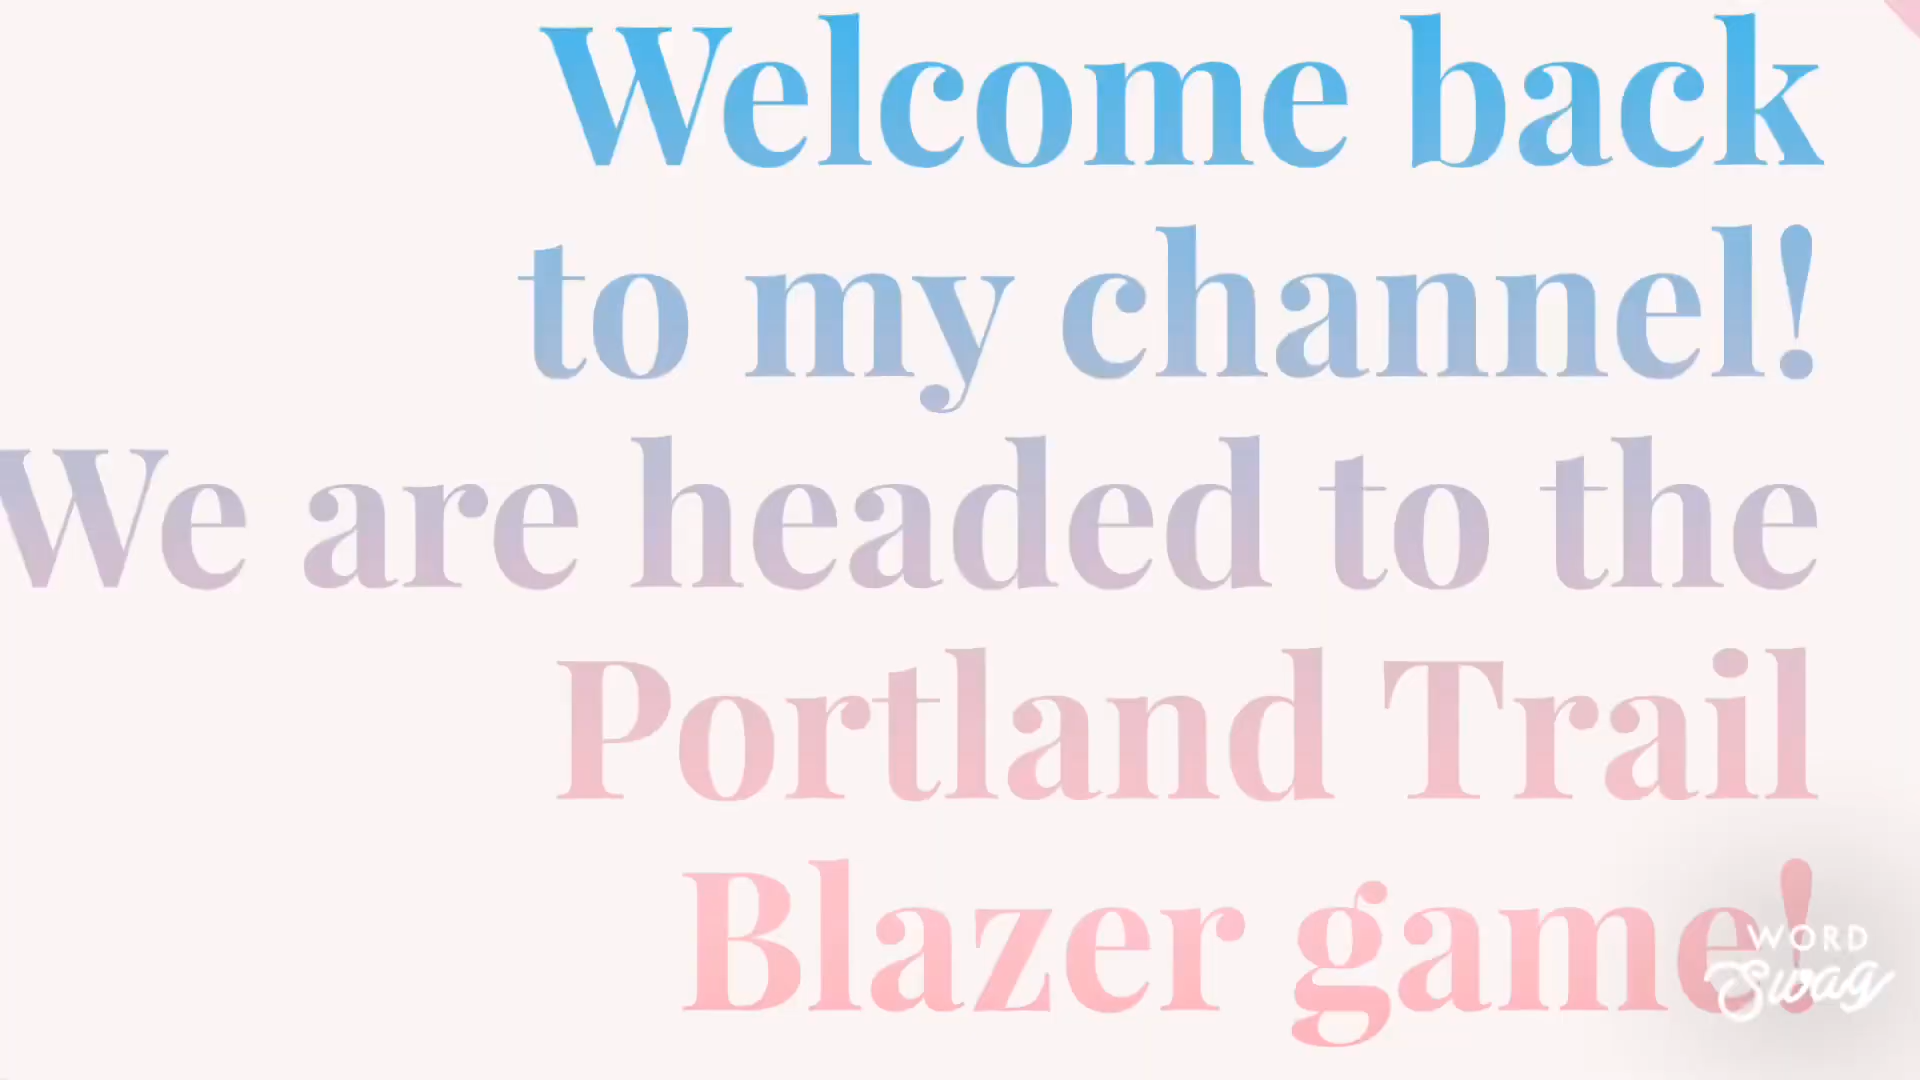 Welcome back
to my channel!
We are headed to the
Portland Trail
Blazer game!
WORD
Swag